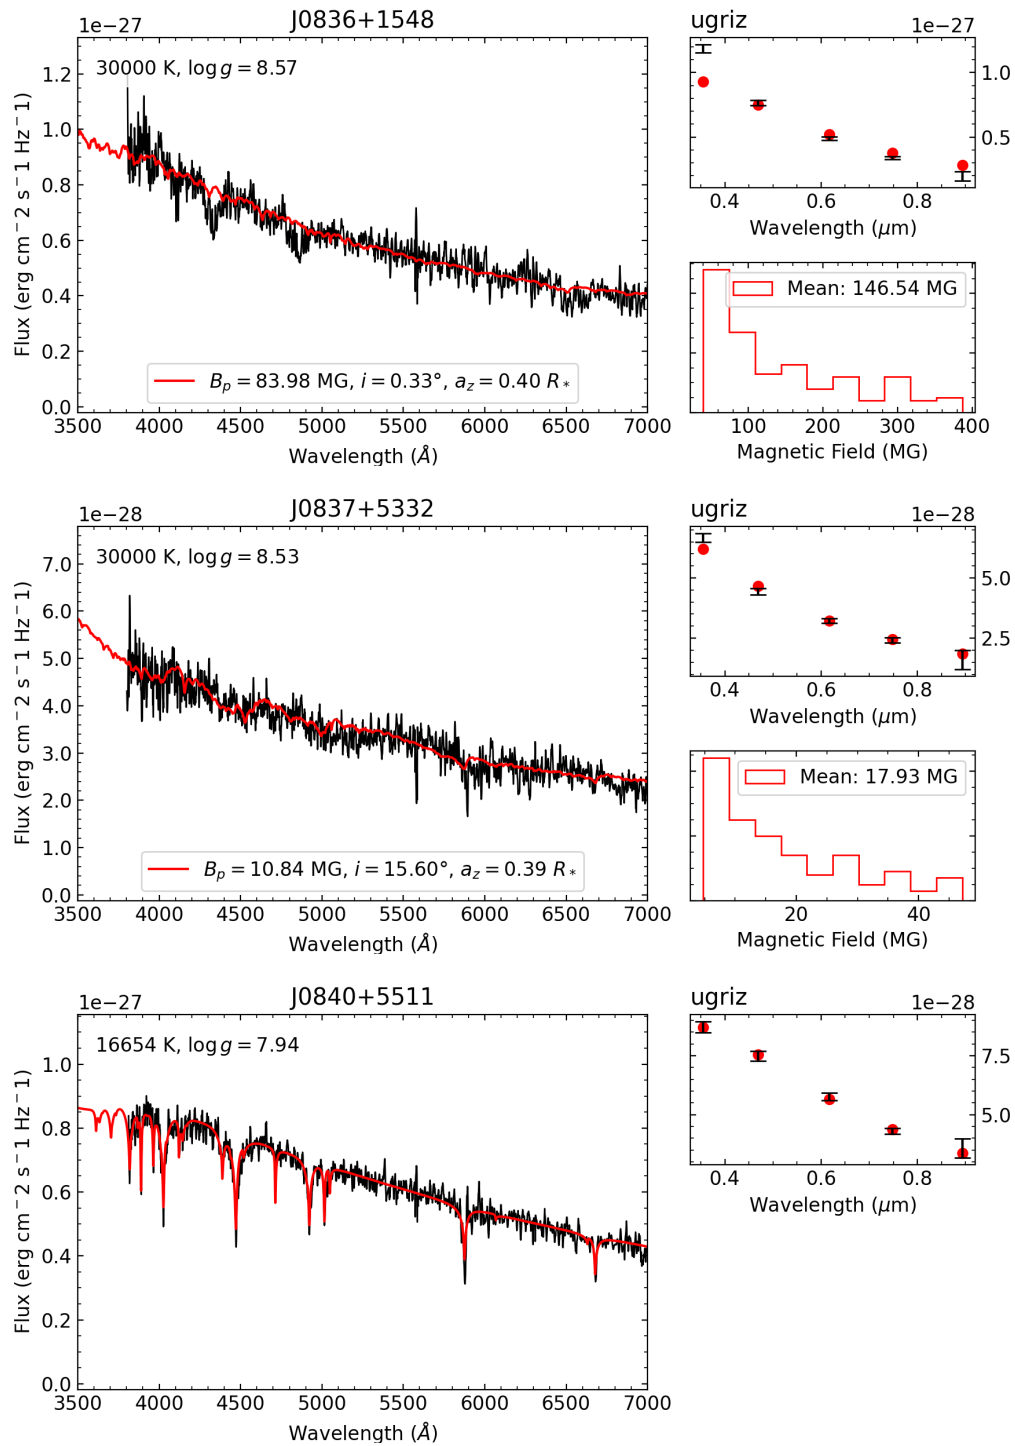 J0836+1548
1e−27
30000 K, log g = 8.57
Flux (erg cm−2 s−1 Hz−1)
1.2
1.0
0.8
0.6
0.4
0.2
0.0
B_p = 83.98 MG, i = 0.33°, a_z = 0.40 R_*
3500 4000 4500 5000 5500 6000 6500 7000
Wavelength (Å)
ugriz 1e−27
1.0
0.5
0.4 0.6 0.8
Wavelength (μm)
Mean: 146.54 MG
100 200 300 400
Magnetic Field (MG)
J0837+5332
1e−28
30000 K, log g = 8.53
Flux (erg cm−2 s−1 Hz−1)
7.0
6.0
5.0
4.0
3.0
2.0
1.0
0.0
B_p = 10.84 MG, i = 15.60°, a_z = 0.39 R_*
3500 4000 4500 5000 5500 6000 6500 7000
Wavelength (Å)
ugriz 1e−28
5.0
2.5
0.4 0.6 0.8
Wavelength (μm)
Mean: 17.93 MG
20 40
Magnetic Field (MG)
J0840+5511
1e−27
16654 K, log g = 7.94
Flux (erg cm−2 s−1 Hz−1)
1.0
0.8
0.6
0.4
0.2
0.0
3500 4000 4500 5000 5500 6000 6500 7000
Wavelength (Å)
ugriz 1e−28
7.5
5.0
0.4 0.6 0.8
Wavelength (μm)